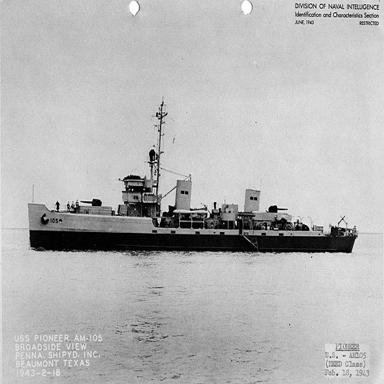 DIVISION OF NAVAL INTELLIGENCE
Identification and Characteristics Section
JUNE, 1943 RESTRICTED
105
USS PIONEER AM-105
BROADSIDE VIEW
PENNA. SHIPYD. INC.
BEAUMONT TEXAS
1943-2-18
PIONEER
U.S. - AM105
Feb. 18, 1943